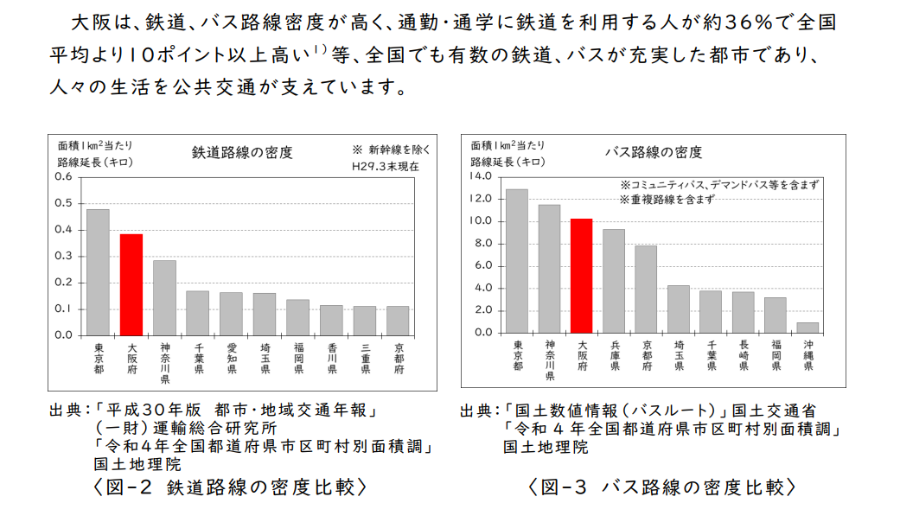 大阪は、鉄道、バス路線密度が高く、通勤・通学に鉄道を利用する人が約36％で全国
平均より10ポイント以上高い¹⁾等、全国でも有数の鉄道、バスが充実した都市であり、
人々の生活を公共交通が支えています。
面積1km²当たり
路線延長（キロ）
鉄道路線の密度
※ 新幹線を除く
H29.3末現在
0.6
0.5
0.4
0.3
0.2
0.1
0.0
東京都
大阪府
神奈川県
千葉県
愛知県
埼玉県
福岡県
香川県
三重県
京都府
出典：「平成30年版 都市・地域交通年報」
（一財）運輸総合研究所
「令和4年全国都道府県市区町村別面積調」
国土地理院
〈図-2 鉄道路線の密度比較〉
面積1km²当たり
路線延長（キロ）
バス路線の密度
※コミュニティバス、デマンドバス等を含まず
※重複路線を含まず
14.0
12.0
10.0
8.0
6.0
4.0
2.0
0.0
東京都
神奈川県
大阪府
兵庫県
京都府
埼玉県
千葉県
長崎県
福岡県
沖縄県
出典：「国土数値情報（バスルート）」国土交通省
「令和 4 年全国都道府県市区町村別面積調」
国土地理院
〈図-3 バス路線の密度比較〉